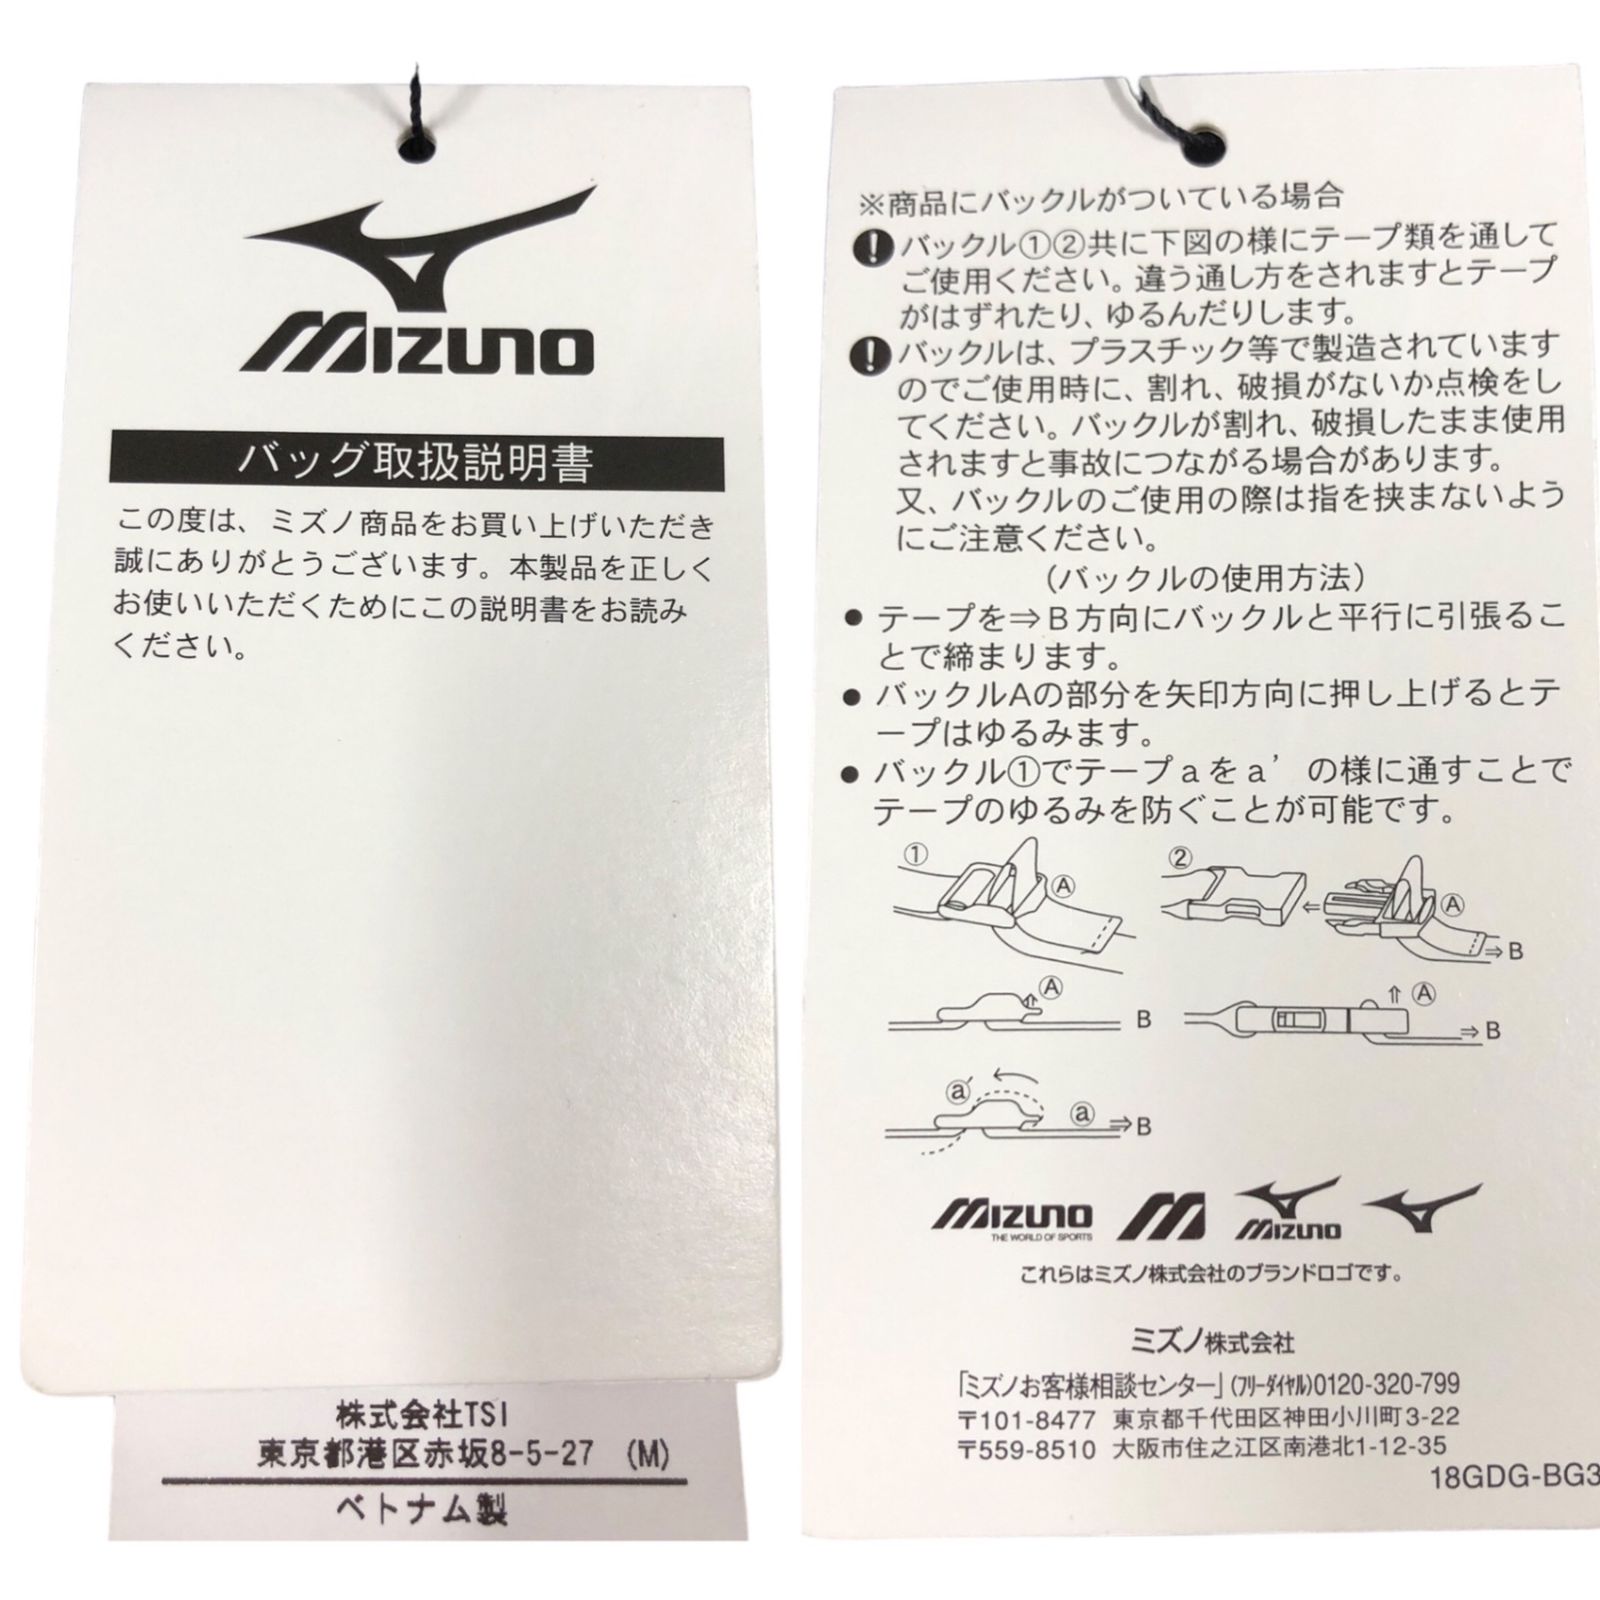 MIZUNO
バッグ取扱説明書
この度は、ミズノ商品をお買い上げいただき
誠にありがとうございます。本製品を正しく
お使いいただくためにこの説明書をお読み
ください。
株式会社TSI
東京都港区赤坂8-5-27 (M)
ベトナム製
※商品にバックルがついている場合
! バックル①②共に下図の様にテープ類を通して
ご使用ください。違う通し方をされますとテープ
がはずれたり、ゆるんだりします。
! バックルは、プラスチック等で製造されています
のでご使用時に、割れ、破損がないか点検をし
てください。バックルが割れ、破損したまま使用
されますと事故につながる場合があります。
又、バックルのご使用の際は指を挟まないよう
にご注意ください。
(バックルの使用方法)
● テープを⇒B方向にバックルと平行に引張るこ
とで締まります。
● バックルAの部分を矢印方向に押し上げるとテ
ープはゆるみます。
● バックル①でテープaをa’の様に通すことで
テープのゆるみを防ぐことが可能です。
① Ⓐ ② ⇐ Ⓐ ⇒B
⇑Ⓐ B ⇑Ⓐ ⇒B
ⓐ′ ⓐ ⇒B
MIZUNO M MIZUNO
THE WORLD OF SPORTS
これらはミズノ株式会社のブランドロゴです。
ミズノ株式会社
「ミズノお客様相談センター」(フリーダイヤル)0120-320-799
〒101-8477 東京都千代田区神田小川町3-22
〒559-8510 大阪市住之江区南港北1-12-35
18GDG-BG3